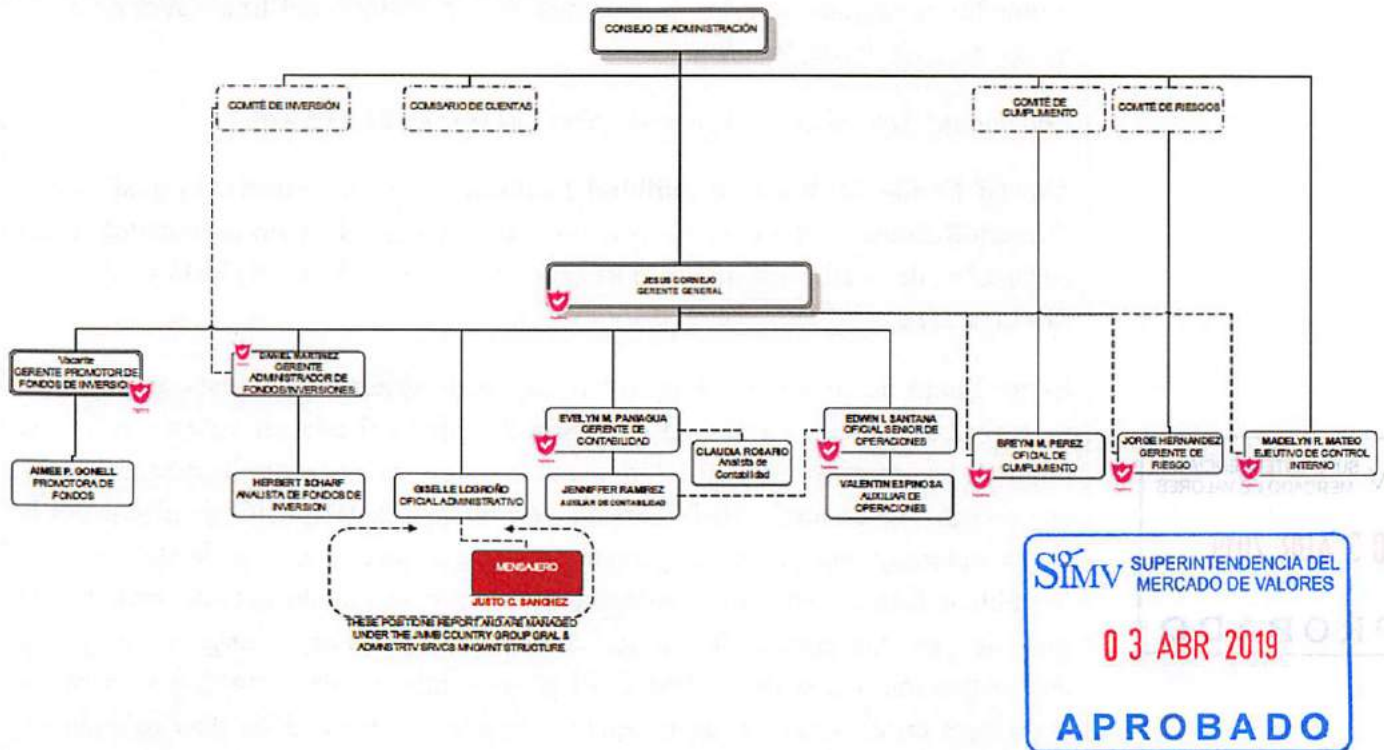 CONSEJO DE ADMINISTRACIÓN
COMITÉ DE INVERSIÓN
COMISARIO DE CUENTAS
COMITÉ DE
CUMPLIMIENTO
COMITÉ DE RIESGOS
JESUS CORNEJO
GERENTE GENERAL
Vacante
GERENTE PROMOTOR DE
FONDOS DE INVERSION
DANIEL MARTINEZ
GERENTE
ADMINISTRADOR DE
FONDOS/INVERSIONES
EVELYN M. PANIAGUA
GERENTE DE
CONTABILIDAD
CLAUDIA ROSARIO
Analista de
Contabilidad
EDWIN I. SANTANA
OFICIAL SENIOR DE
OPERACIONES
BREYNI M. PEREZ
OFICIAL DE
CUMPLIMIENTO
JORGE HERNANDEZ
GERENTE DE
RIESGO
MADELYN R. MATEO
EJECUTIVO DE CONTROL
INTERNO
AIMEE P. GONELL
PROMOTORA DE
FONDOS
HERBERT SCHARF
ANALISTA DE FONDOS DE
INVERSION
GISELLE LOGROÑO
OFICIAL ADMINISTRATIVO
JENNIFFER RAMIREZ
AUXILIAR DE CONTABILIDAD
VALENTIN ESPINOSA
AUXILIAR DE
OPERACIONES
MENSAJERO
JUSTO C. SANCHEZ
THESE POSITIONS REPORT AND ARE MANAGED
UNDER THE JMMB COUNTRY GROUP GRAL &
ADMNSTRTV SRVCS MNGMNT STRUCTURE
SIMV SUPERINTENDENCIA DEL
MERCADO DE VALORES
03 ABR 2019
APROBADO